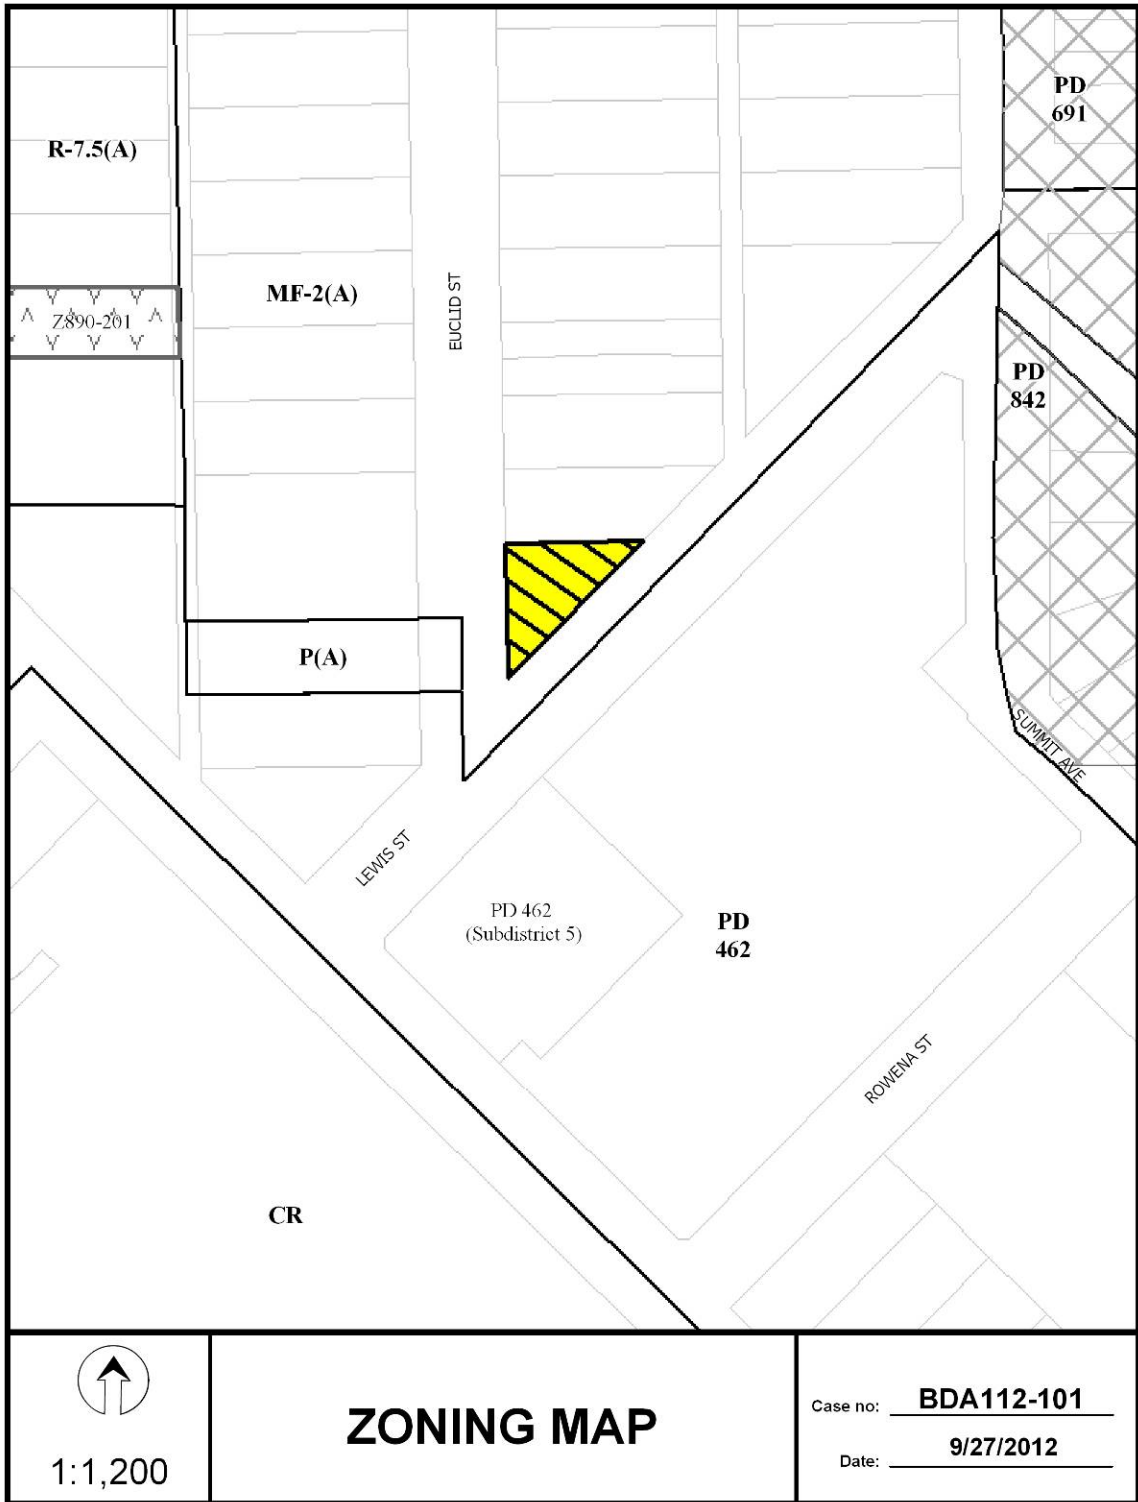 PD
691
R-7.5(A)
MF-2(A)
EUCLID ST
Z890-201
PD
842
P(A)
SUMMIT AVE
LEWIS ST
PD 462
(Subdistrict 5)
PD
462
ROWENA ST
CR
1:1,200
ZONING MAP
Case no: BDA112-101
Date: 9/27/2012